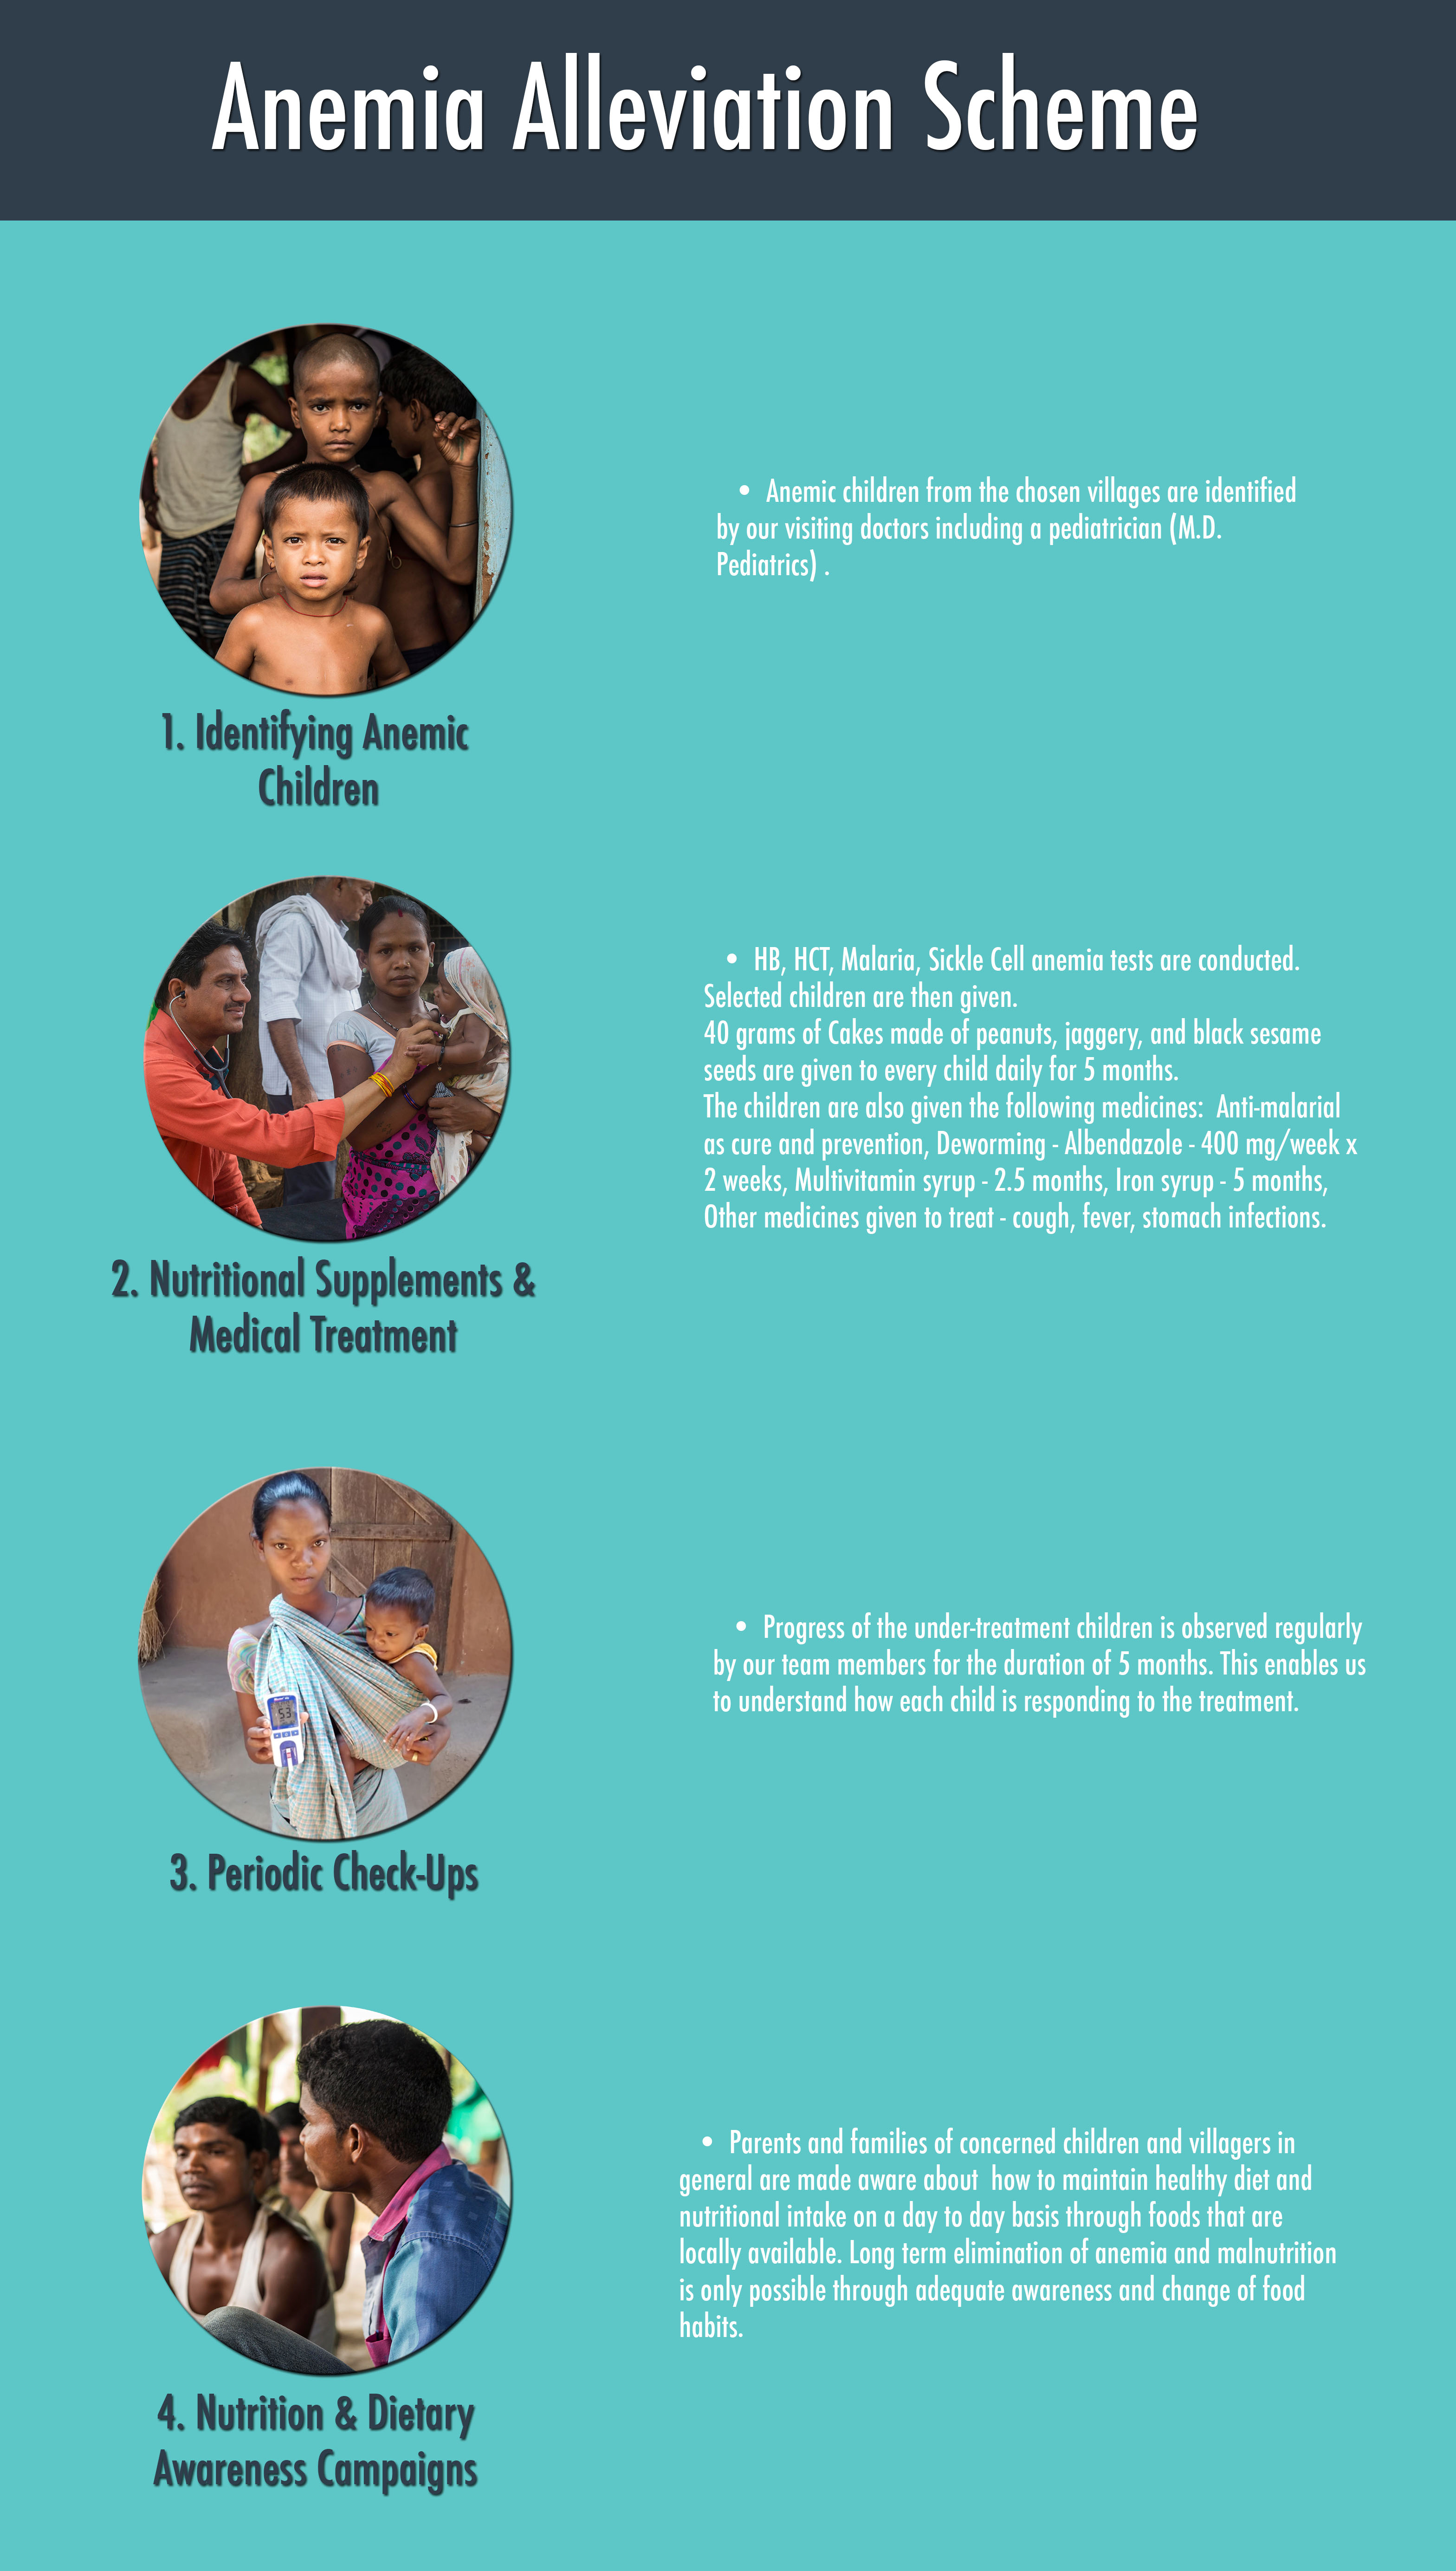 Anemia Alleviation Scheme
• Anemic children from the chosen villages are identified
by our visiting doctors including a pediatrician (M.D.
Pediatrics) .
1. Identifying Anemic
Children
• HB, HCT, Malaria, Sickle Cell anemia tests are conducted.
Selected children are then given.
40 grams of Cakes made of peanuts, jaggery, and black sesame
seeds are given to every child daily for 5 months.
The children are also given the following medicines:  Anti-malarial
as cure and prevention, Deworming - Albendazole - 400 mg/week x
2 weeks, Multivitamin syrup - 2.5 months, Iron syrup - 5 months,
Other medicines given to treat - cough, fever, stomach infections.
2. Nutritional Supplements &
Medical Treatment
• Progress of the under-treatment children is observed regularly
by our team members for the duration of 5 months. This enables us
to understand how each child is responding to the treatment.
5.3
3. Periodic Check-Ups
• Parents and families of concerned children and villagers in
general are made aware about  how to maintain healthy diet and
nutritional intake on a day to day basis through foods that are
locally available. Long term elimination of anemia and malnutrition
is only possible through adequate awareness and change of food
habits.
4. Nutrition & Dietary
Awareness Campaigns